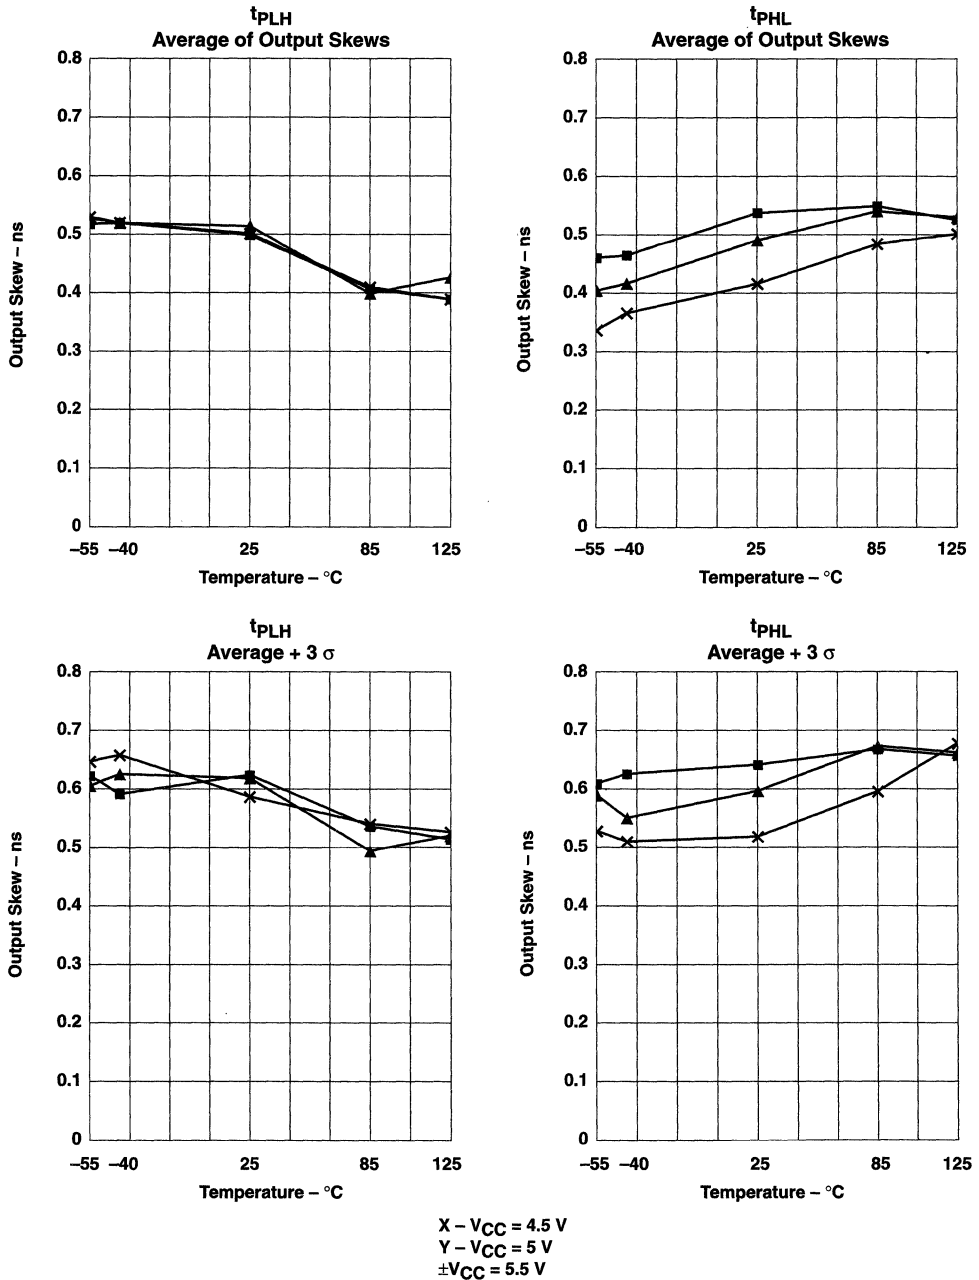 tPLH
Average of Output Skews
0.8
0.7
0.6
0.5
0.4
0.3
0.2
0.1
0
Output Skew – ns
–55 –40 25 85 125
Temperature – °C
tPHL
Average of Output Skews
0.8
0.7
0.6
0.5
0.4
0.3
0.2
0.1
0
Output Skew – ns
–55 –40 25 85 125
Temperature – °C
tPLH
Average + 3 σ
0.8
0.7
0.6
0.5
0.4
0.3
0.2
0.1
0
Output Skew – ns
–55 –40 25 85 125
Temperature – °C
tPHL
Average + 3 σ
0.8
0.7
0.6
0.5
0.4
0.3
0.2
0.1
0
Output Skew – ns
–55 –40 25 85 125
Temperature – °C
X – VCC = 4.5 V
Y – VCC = 5 V
±VCC = 5.5 V